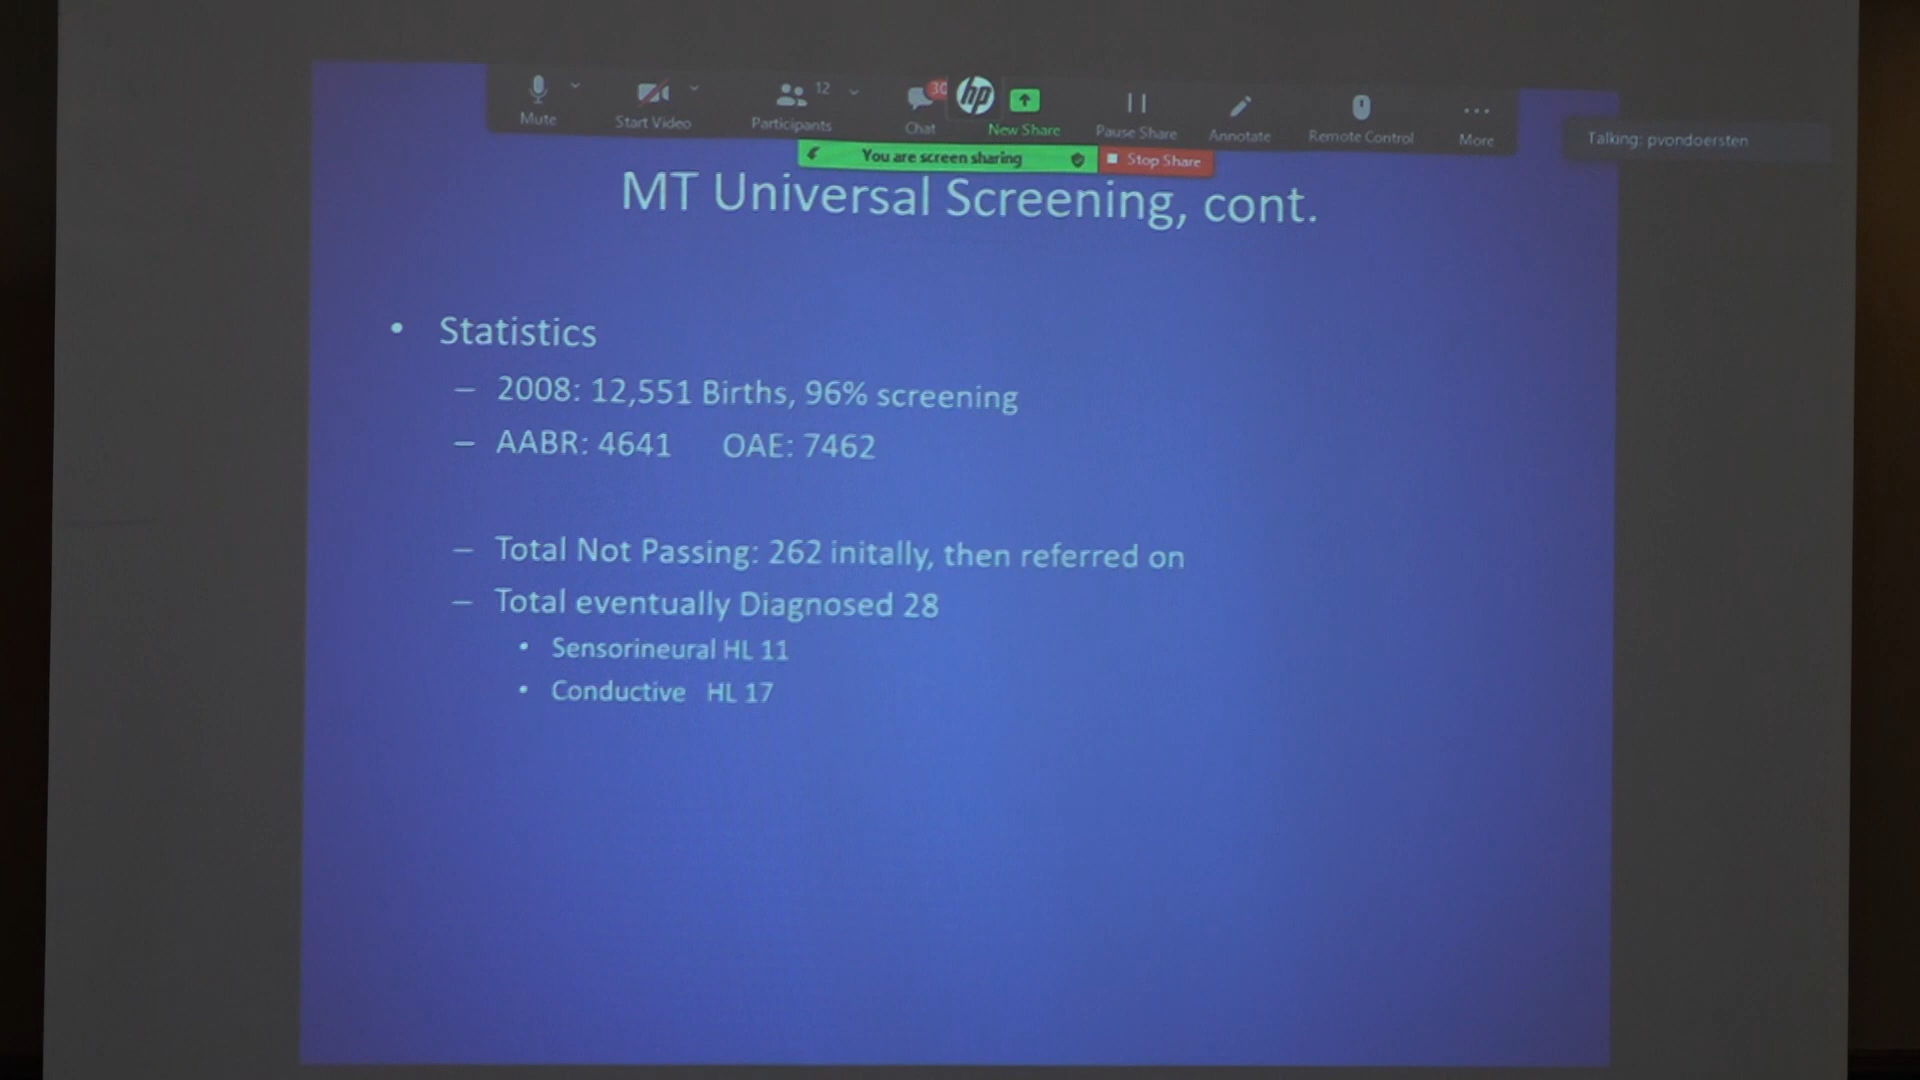 12
30
hp
Mute
Start Video
Participants
Chat
New Share
Pause Share
Annotate
Remote Control
More
Talking: pvondoersten
You are screen sharing
Stop Share
MT Universal Screening, cont.
• Statistics
– 2008: 12,551 Births, 96% screening
– AABR: 4641 OAE: 7462
– Total Not Passing: 262 initally, then referred on
– Total eventually Diagnosed 28
• Sensorineural HL 11
• Conductive HL 17